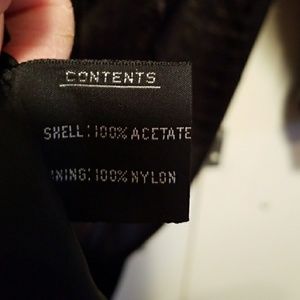 CONTENTS
SHELL: 100% ACETATE
INING: 100% NYLON